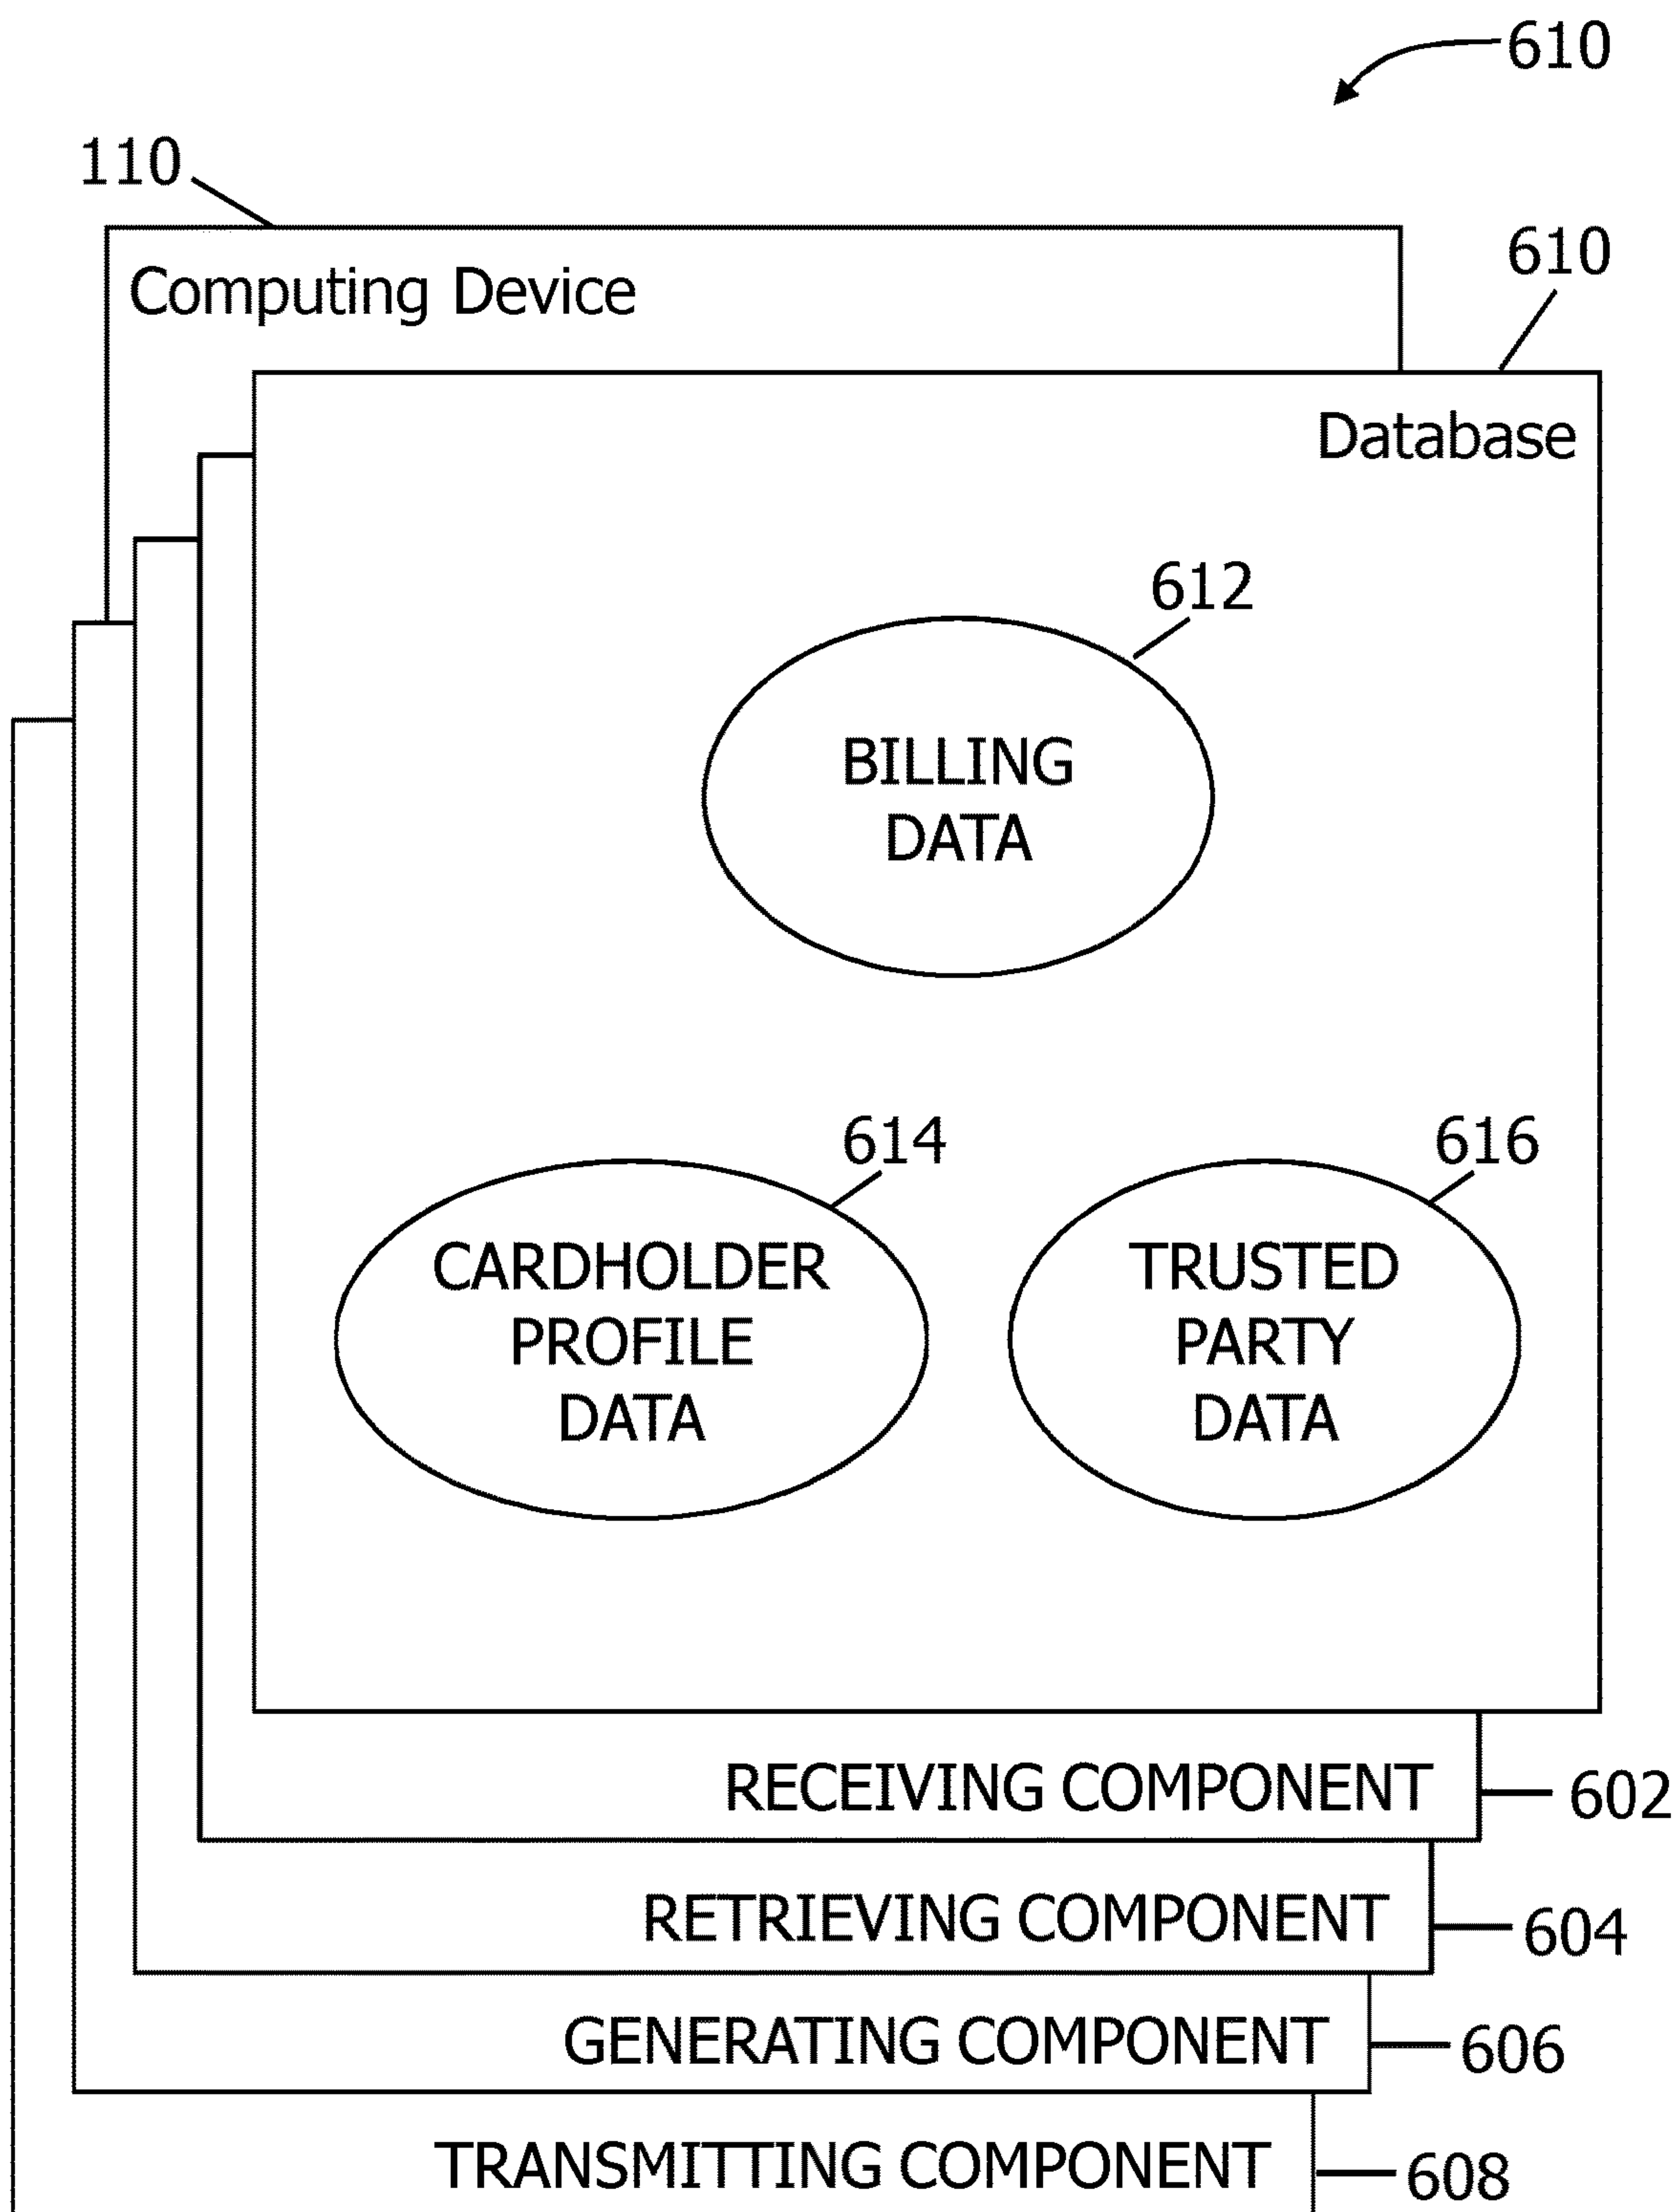 610
110
Computing Device
610
Database
612
BILLING
DATA
614
616
CARDHOLDER
PROFILE
DATA
TRUSTED
PARTY
DATA
RECEIVING COMPONENT
602
RETRIEVING COMPONENT
604
GENERATING COMPONENT
606
TRANSMITTING COMPONENT
608